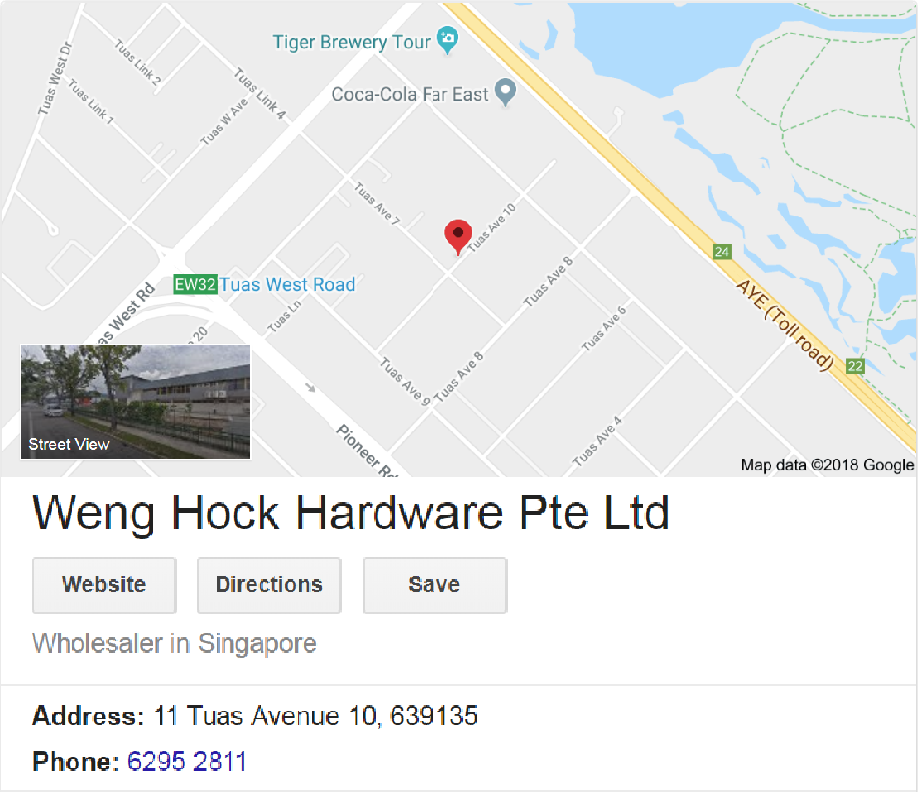 Tiger Brewery Tour
Coca-Cola Far East
Tuas West Dr
Tuas Link 2
Tuas Link 1
Tuas Link 4
Tuas W Ave
Tuas Ave 7
Tuas Ave 10
24
EW32 Tuas West Road
Tuas Ave 8
AYE (Toll road)
as West Rd
Tuas Ln
20
Tuas Ave 6
22
Tuas Ave 9
Tuas Ave 8
Tuas Ave 4
Pioneer Rd
Street View
Map data ©2018 Google
Weng Hock Hardware Pte Ltd
Website Directions Save
Wholesaler in Singapore
Address: 11 Tuas Avenue 10, 639135
Phone: 6295 2811